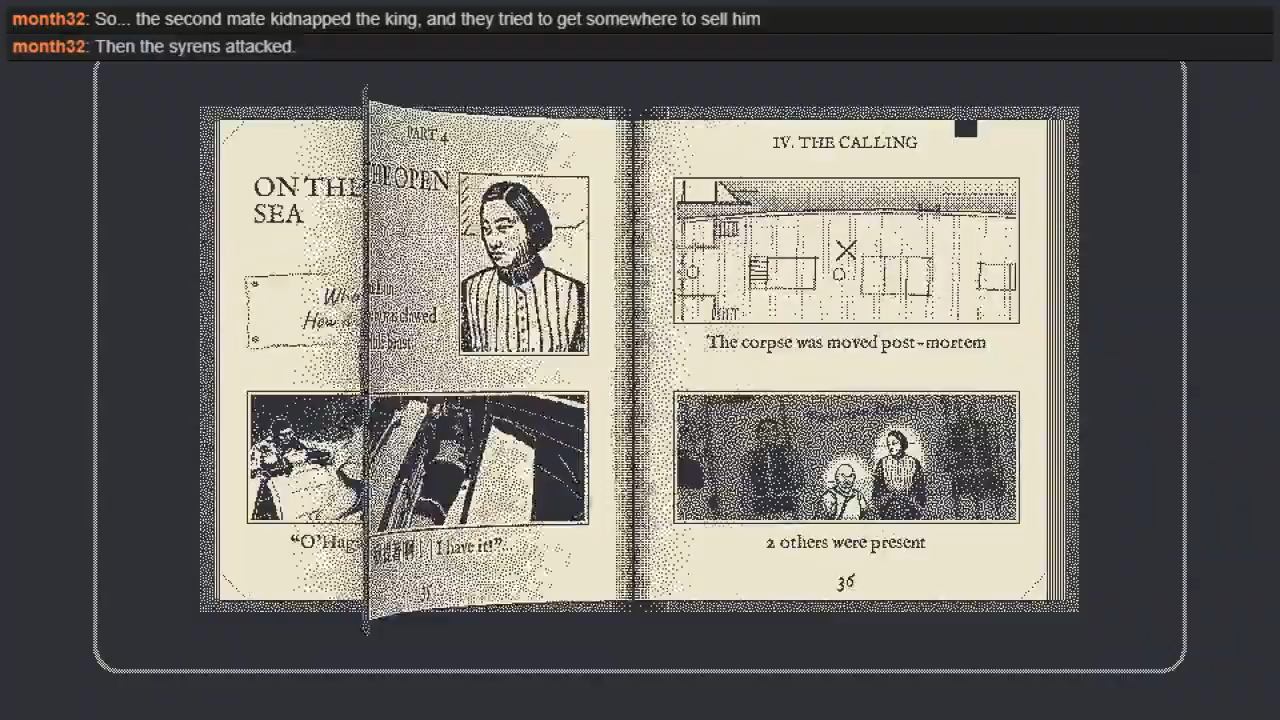 month32: So... the second mate kidnapped the king, and they tried to get somewhere to sell him
month32: Then the syrens attacked.
PART 4
IV. THE CALLING
ON THE
THE OPEN
SEA
The corpse was moved post-mortem
I have it!”
2 others were present
36